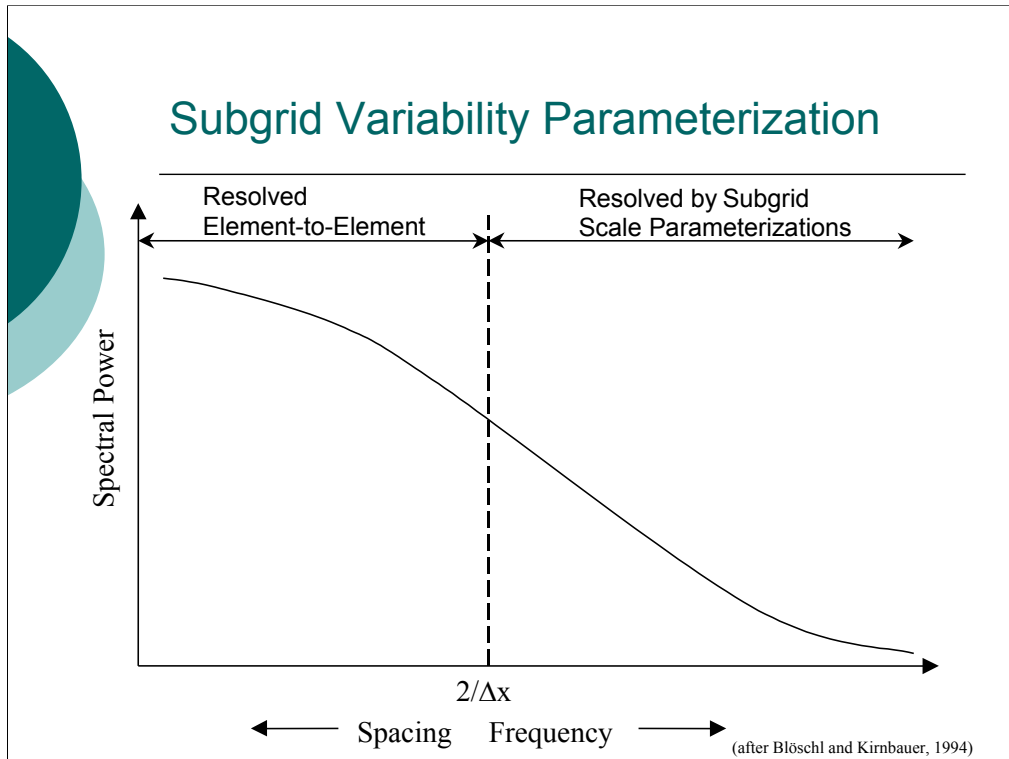 Subgrid Variability Parameterization
Resolved
Element-to-Element
Resolved by Subgrid
Scale Parameterizations
Spectral Power
2/Δx
Spacing Frequency
(after Blöschl and Kirnbauer, 1994)